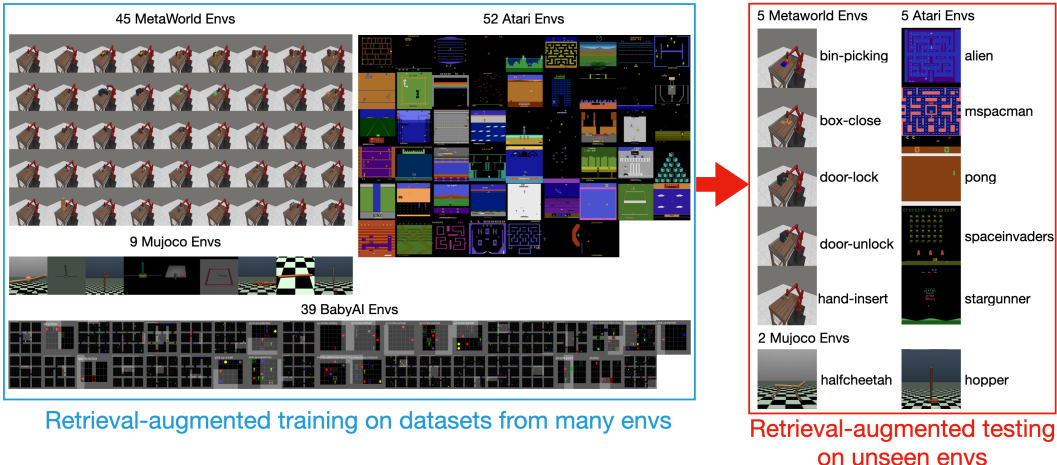 45 MetaWorld Envs
52 Atari Envs
9 Mujoco Envs
39 BabyAI Envs
Retrieval-augmented training on datasets from many envs
5 Metaworld Envs
5 Atari Envs
bin-picking
alien
box-close
mspacman
door-lock
pong
door-unlock
spaceinvaders
hand-insert
stargunner
2 Mujoco Envs
halfcheetah
hopper
Retrieval-augmented testing
on unseen envs